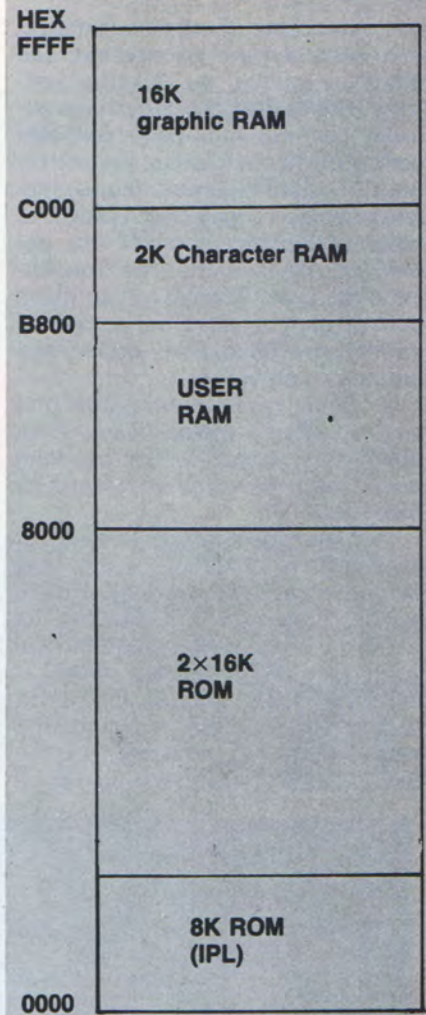 HEX
FFFF
16K
graphic RAM
C000
2K Character RAM
B800
USER
RAM
8000
2×16K
ROM
8K ROM
(IPL)
0000